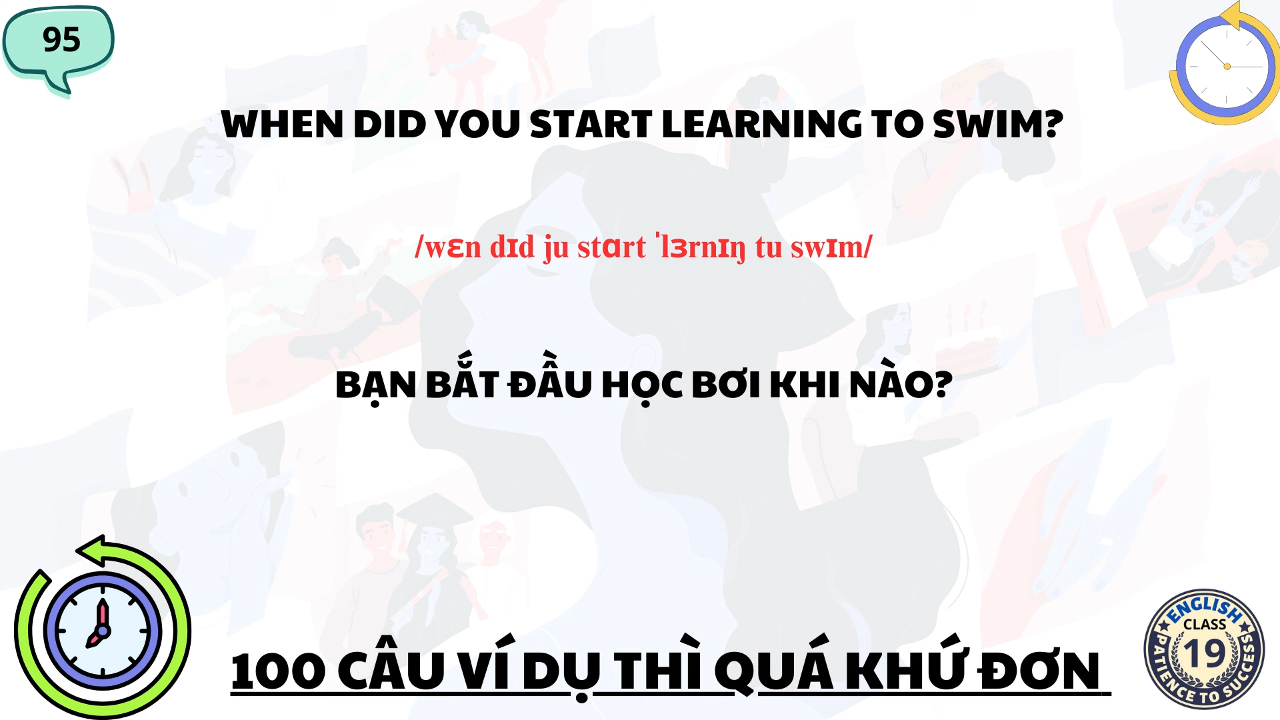 95
WHEN DID YOU START LEARNING TO SWIM?
/wɛn dɪd ju stɑrt ˈlɜrnɪŋ tu swɪm/
BẠN BẮT ĐẦU HỌC BƠI KHI NÀO?
100 CÂU VÍ DỤ THÌ QUÁ KHỨ ĐƠN
ENGLISH
CLASS
19
PATIENCE TO SUCCESS